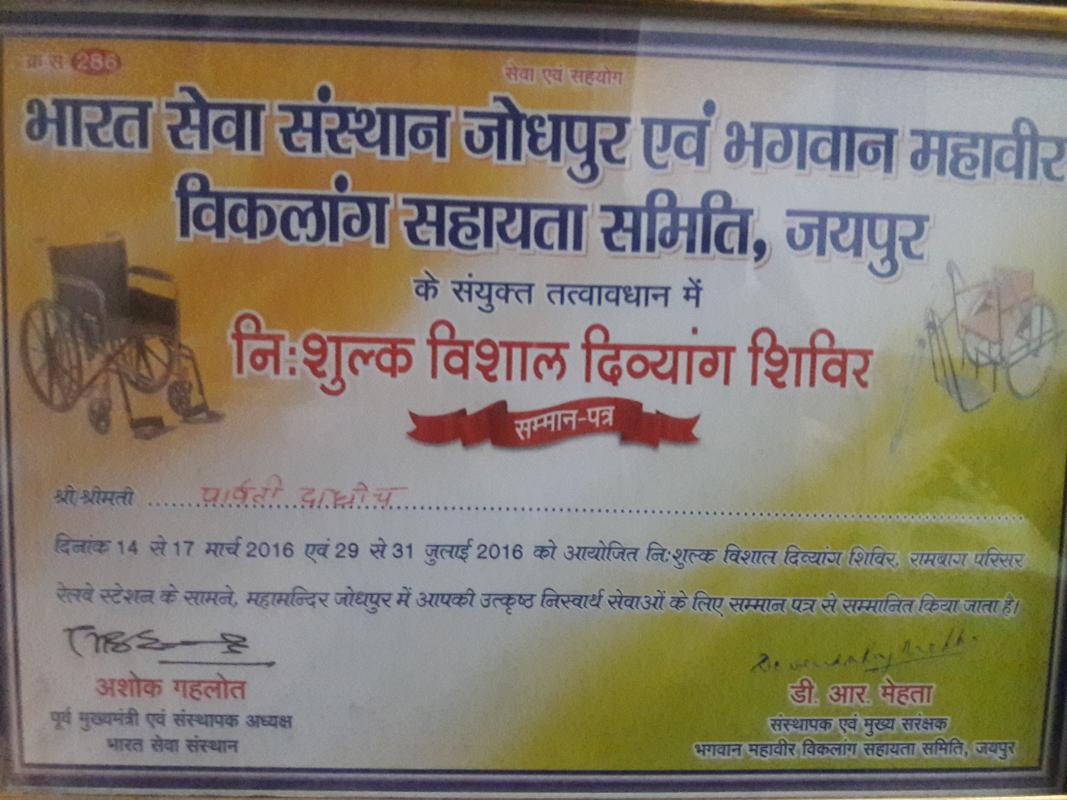 क्र सं 286
सेवा एवं सहयोग
भारत सेवा संस्थान जोधपुर एवं भगवान महावीर
विकलांग सहायता समिति, जयपुर
के संयुक्त तत्वावधान में
नि:शुल्क विशाल दिव्यांग शिविर
सम्मान-पत्र
श्री/श्रीमती पार्वती दाधीच
दिनांक 14 से 17 मार्च 2016 एवं 29 से 31 जुलाई 2016 को आयोजित नि:शुल्क विशाल दिव्यांग शिविर, रामबाग परिसर
रेलवे स्टेशन के सामने, महामन्दिर जोधपुर में आपकी उत्कृष्ठ निस्वार्थ सेवाओं के लिए सम्मान पत्र से सम्मानित किया जाता है।
अशोक गहलोत
पूर्व मुख्यमंत्री एवं संस्थापक अध्यक्ष
भारत सेवा संस्थान
डी. आर. मेहता
संस्थापक एवं मुख्य सरंक्षक
भगवान महावीर विकलांग सहायता समिति, जयपुर